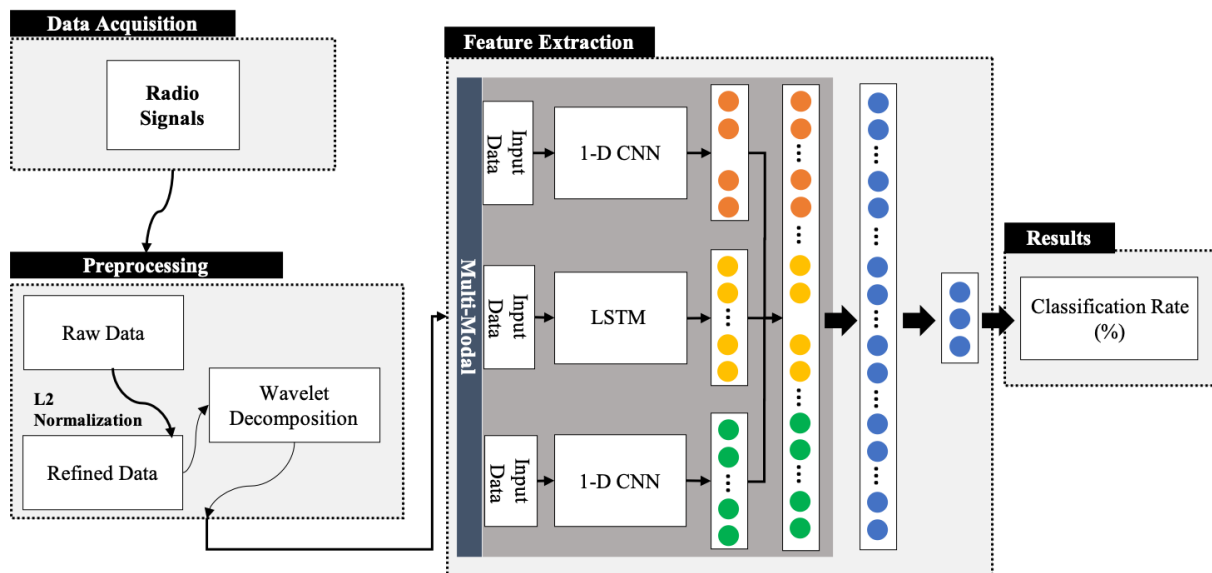 Data Acquisition
Radio
Signals
Preprocessing
Raw Data
L2
Normalization
Refined Data
Wavelet
Decomposition
Feature Extraction
Multi-Modal
Input
Data
1-D CNN
Input
Data
LSTM
Input
Data
1-D CNN
Results
Classification Rate
(%)